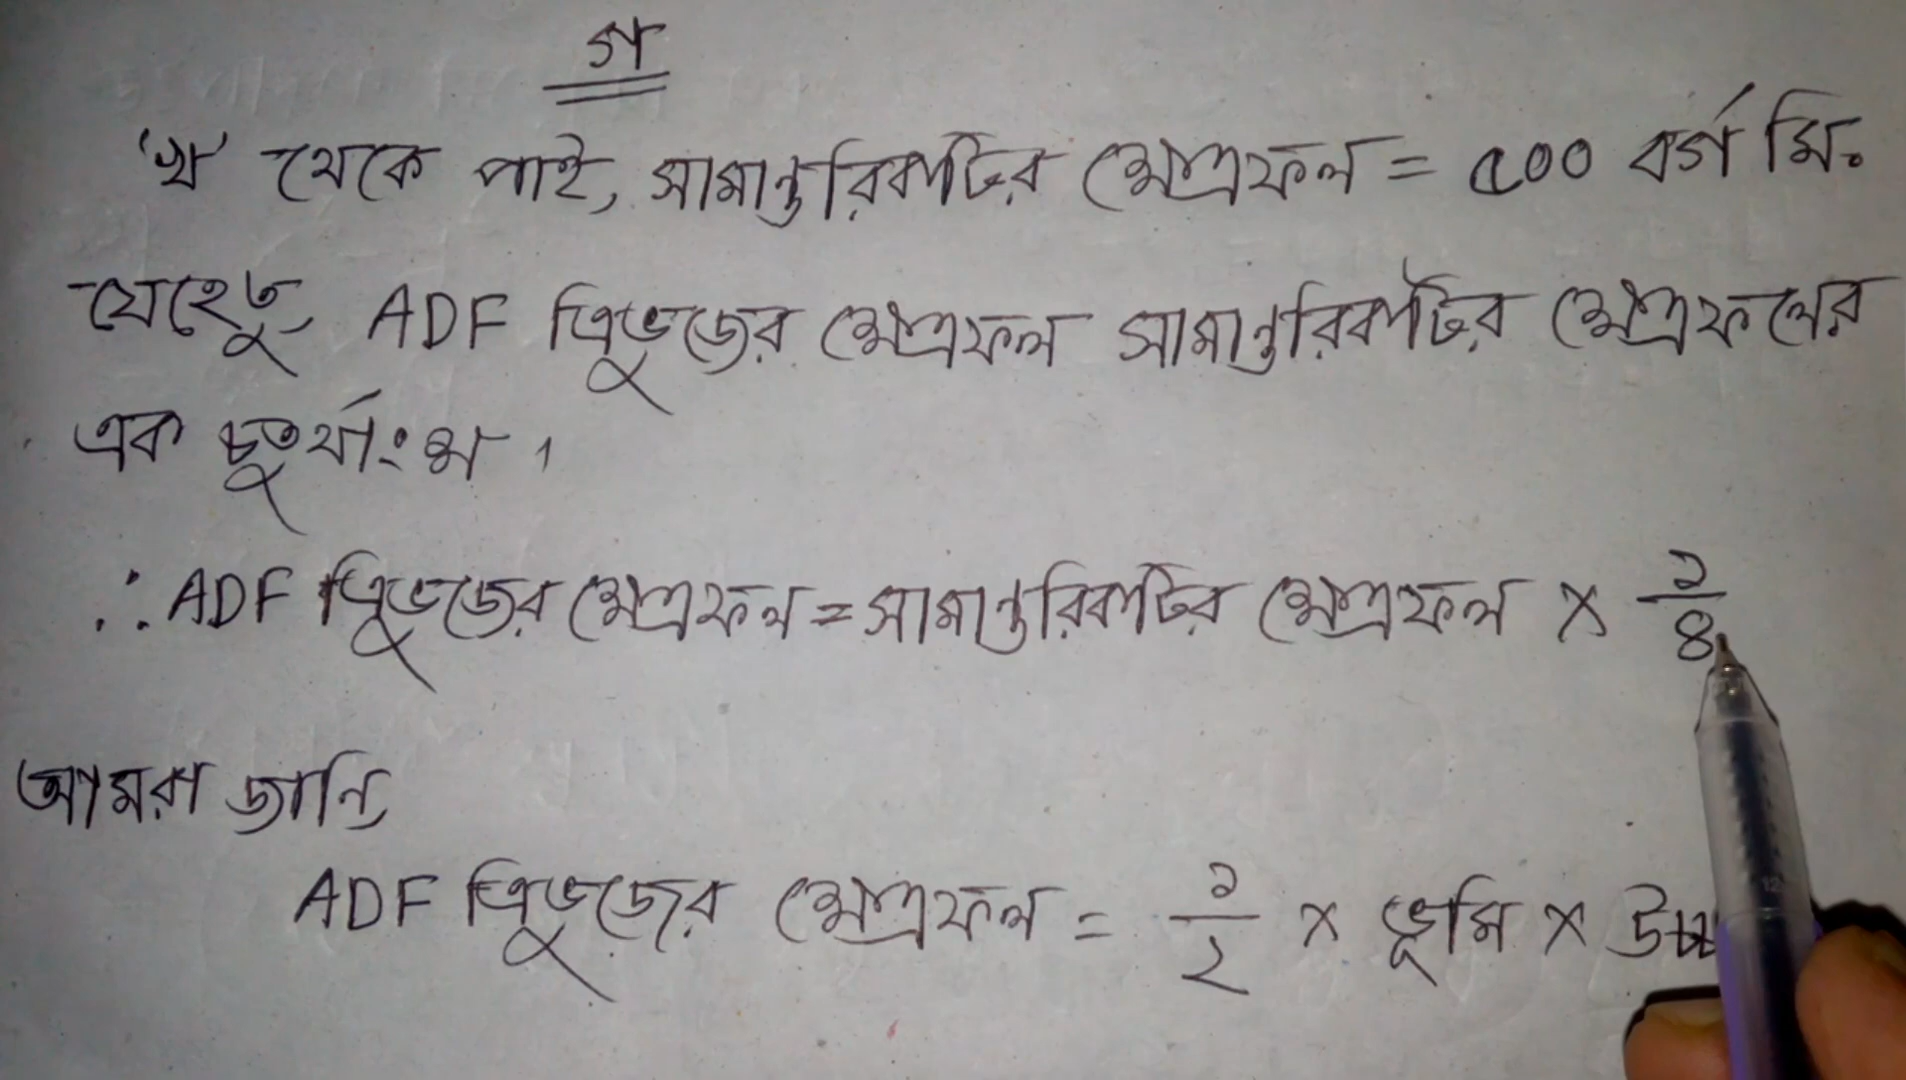 গ
'খ' থেকে পাই, সামান্তরিকটির ক্ষেত্রফল = ৫০০ বর্গ মি.
যেহেতু ADF ত্রিভুজের ক্ষেত্রফল সামান্তরিকটির ক্ষেত্রফলের
এক চতুর্থাংশ।
∴ ADF ত্রিভুজের ক্ষেত্রফল = সামান্তরিকটির ক্ষেত্রফল × ১/৪
আমরা জানি,
ADF ত্রিভুজের ক্ষেত্রফল = ১/২ × ভূমি ×